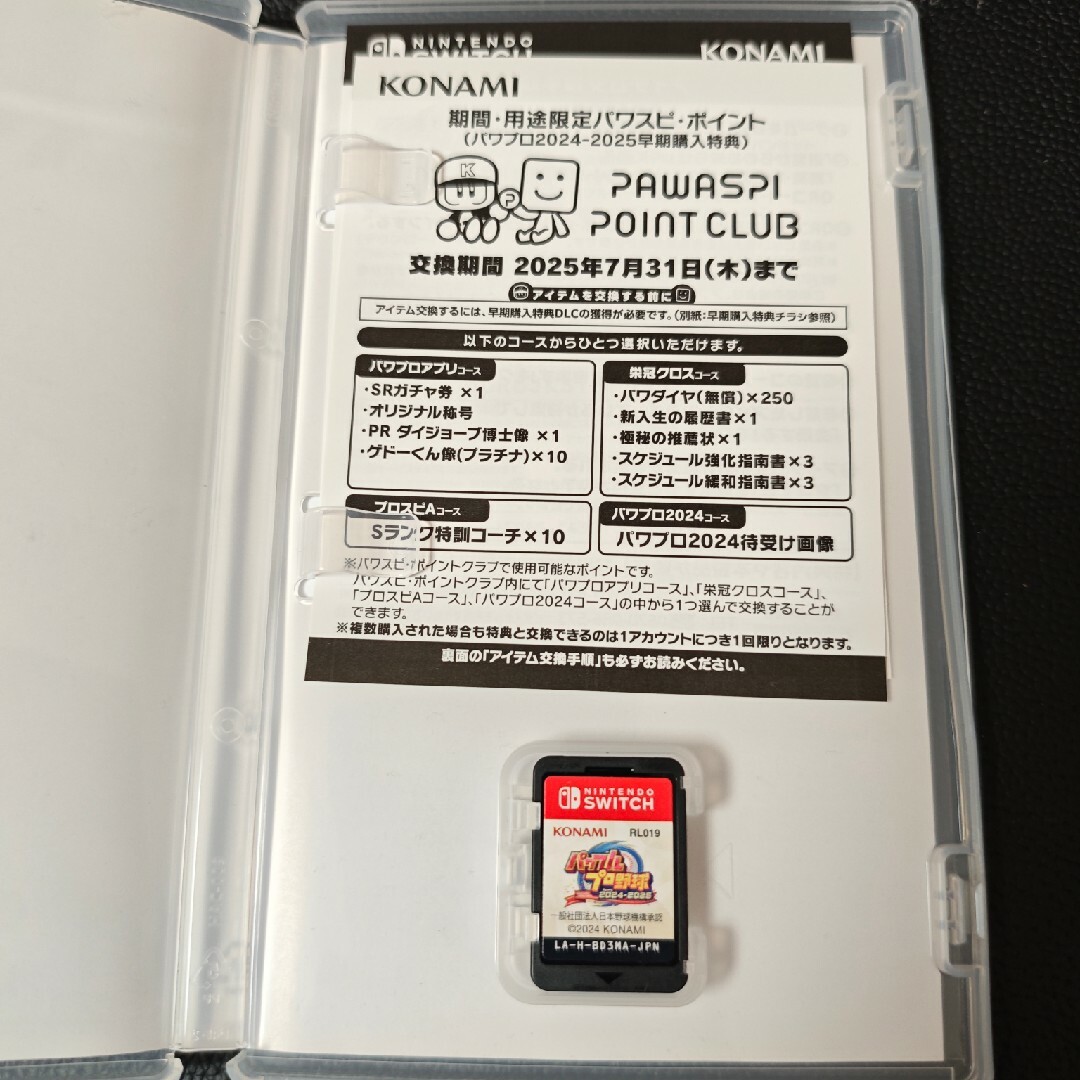 NINTENDO
SWITCH
KONAMI
KONAMI
期間・用途限定パワスピ・ポイント
(パワプロ2024-2025早期購入特典)
K
P
PAWASPI
POINT CLUB
交換期間 2025年7月31日(木)まで
アイテムを交換する前に
アイテム交換するには、早期購入特典DLCの獲得が必要です。(別紙:早期購入特典チラシ参照)
以下のコースからひとつ選択いただけます。
パワプロアプリコース
・SRガチャ券 ×1
・オリジナル称号
・PR ダイジョーブ博士像 ×1
・ゲドーくん像(プラチナ)×10
栄冠クロスコース
・パワダイヤ(無償)×250
・新入生の履歴書×1
・極秘の推薦状×1
・スケジュール強化指南書×3
・スケジュール緩和指南書×3
プロスピAコース
Sランク特訓コーチ×10
パワプロ2024コース
パワプロ2024待受け画像
※パワスピ・ポイントクラブで使用可能なポイントです。
パワスピ・ポイントクラブ内にて「パワプロアプリコース」、「栄冠クロスコース」、
「プロスピAコース」、「パワプロ2024コース」の中から1つ選んで交換することが
できます。
※複数購入された場合も特典と交換できるのは1アカウントにつき1回限りとなります。
裏面の「アイテム交換手順」も必ずお読みください。
NINTENDO
SWITCH
KONAMI RL019
パワフル
プロ野球
2024-2025
一般社団法人日本野球機構承認
©2024 KONAMI
LA-H-BD3MA-JPN